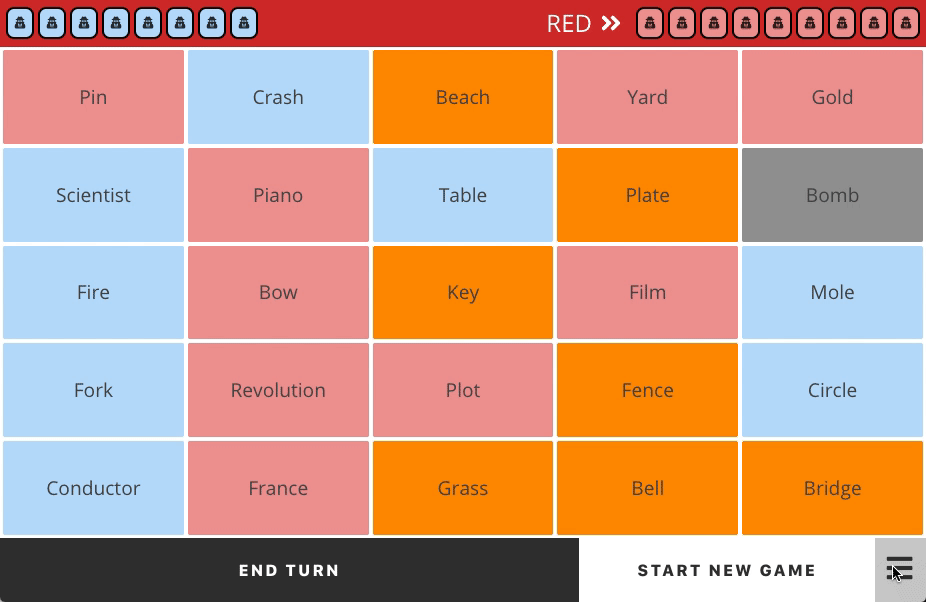 RED
Pin Crash Beach Yard Gold
Scientist Piano Table Plate Bomb
Fire Bow Key Film Mole
Fork Revolution Plot Fence Circle
Conductor France Grass Bell Bridge
END TURN START NEW GAME